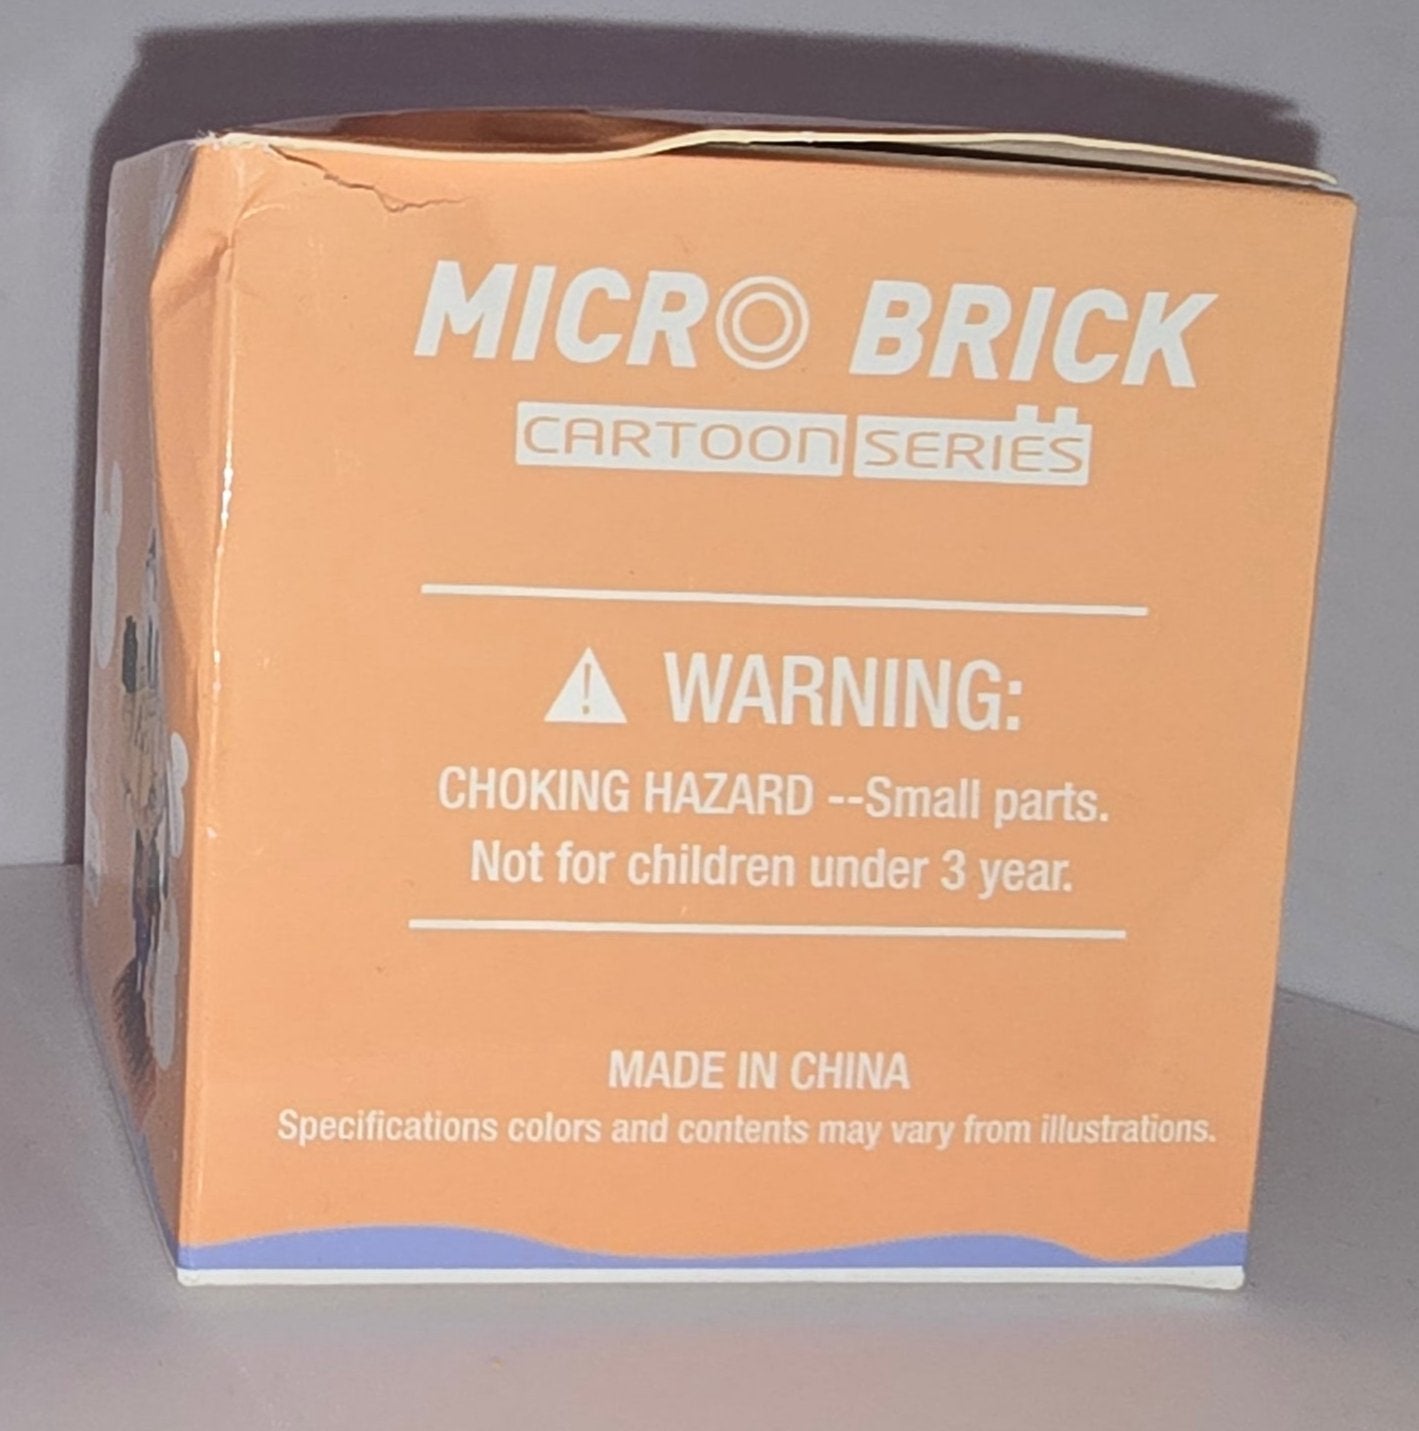 MICRO BRICK
CARTOON SERIES
WARNING:
CHOKING HAZARD --Small parts.
Not for children under 3 year.
MADE IN CHINA
Specifications colors and contents may vary from illustrations.